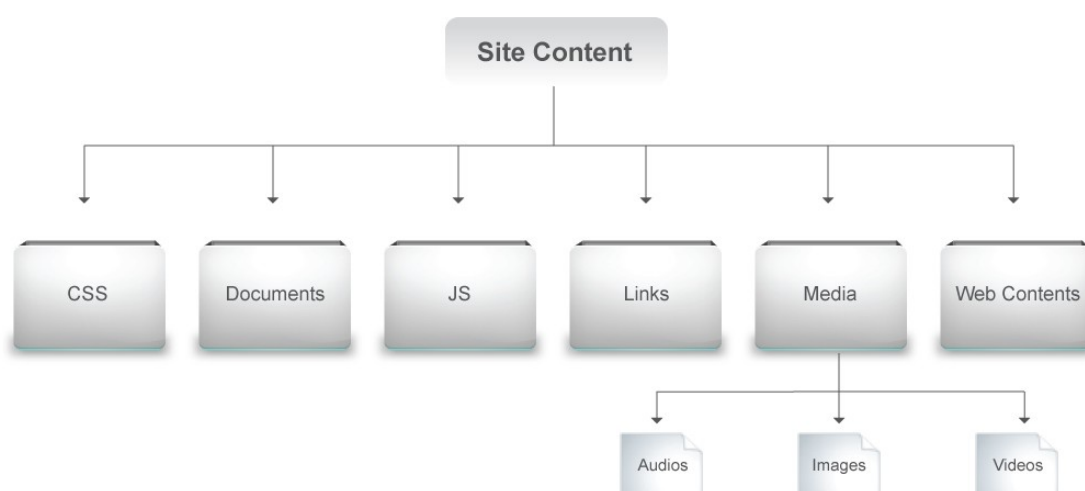 Site Content
CSS
Documents
JS
Links
Media
Web Contents
Audios
Images
Videos